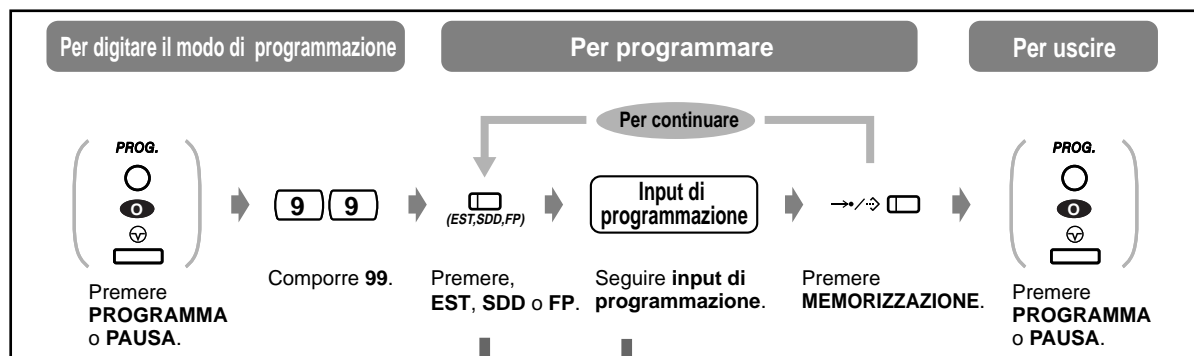 Per digitare il modo di programmazione
Per programmare
Per uscire
Per continuare
PROG.
O
9 9
(EST,SDD,FP)
Input di
programmazione
PROG.
O
Premere
PROGRAMMA
o PAUSA.
Comporre 99.
Premere,
EST, SDD o FP.
Seguire input di
programmazione.
Premere
MEMORIZZAZIONE.
Premere
PROGRAMMA
o PAUSA.